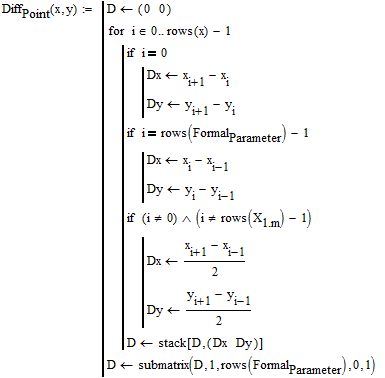 Diff_Point(x,y) := D ← (0 0)
for i ∈ 0..rows(x) − 1
if i = 0
Dx ← x_{i+1} − x_i
Dy ← y_{i+1} − y_i
if i = rows(Formal_Parameter) − 1
Dx ← x_i − x_{i−1}
Dy ← y_i − y_{i−1}
if (i ≠ 0) ∧ (i ≠ rows(X_{1.m}) − 1)
Dx ← (x_{i+1} − x_{i−1}) / 2
Dy ← (y_{i+1} − y_{i−1}) / 2
D ← stack[D,(Dx Dy)]
D ← submatrix(D,1,rows(Formal_Parameter),0,1)